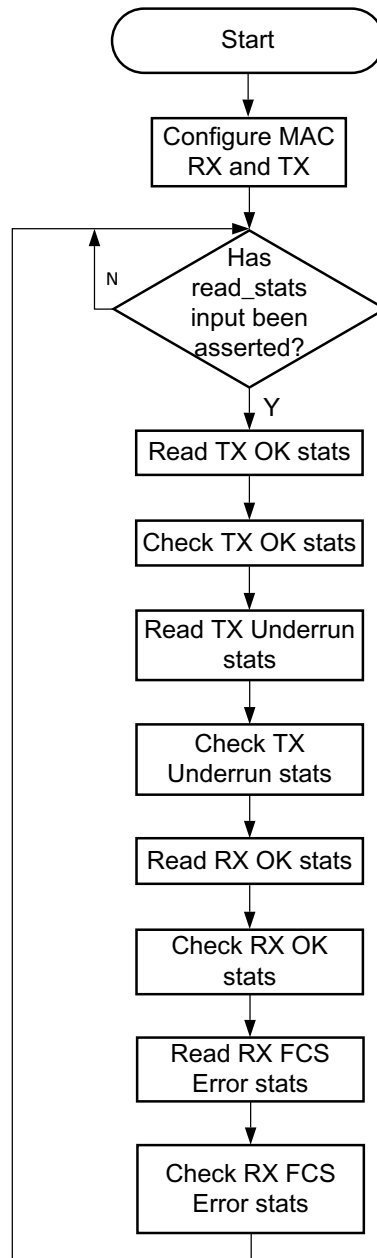 Start
Configure MAC
RX and TX
Has
read_stats
input been
asserted?
N
Y
Read TX OK stats
Check TX OK stats
Read TX Underrun
stats
Check TX
Underrun stats
Read RX OK stats
Check RX OK
stats
Read RX FCS
Error stats
Check RX FCS
Error stats